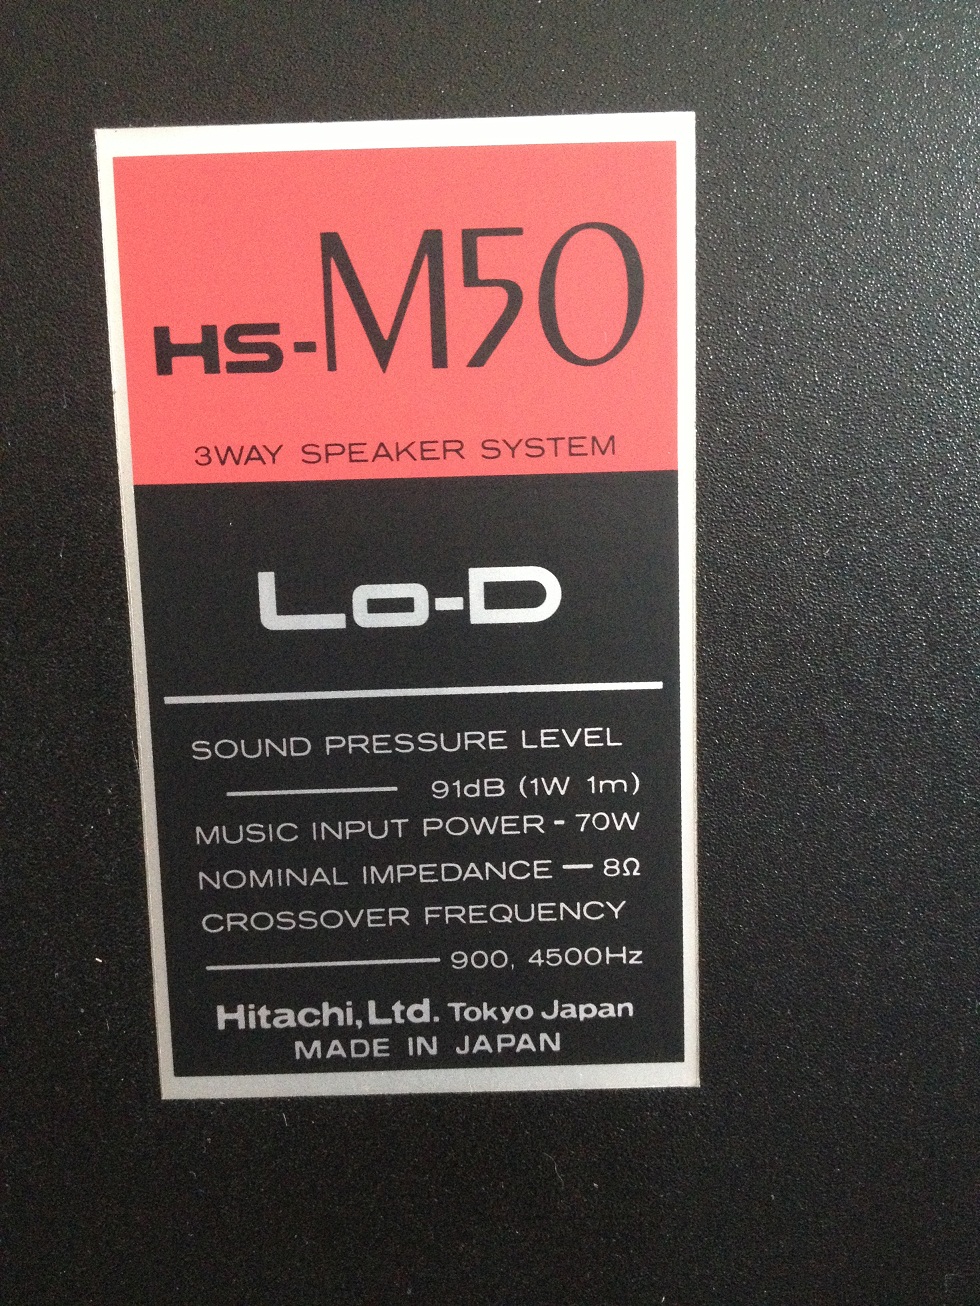 HS-M50
3WAY SPEAKER SYSTEM
Lo-D
SOUND PRESSURE LEVEL
91dB (1W 1m)
MUSIC INPUT POWER - 70W
NOMINAL IMPEDANCE — 8Ω
CROSSOVER FREQUENCY
900, 4500Hz
Hitachi, Ltd. Tokyo Japan
MADE IN JAPAN